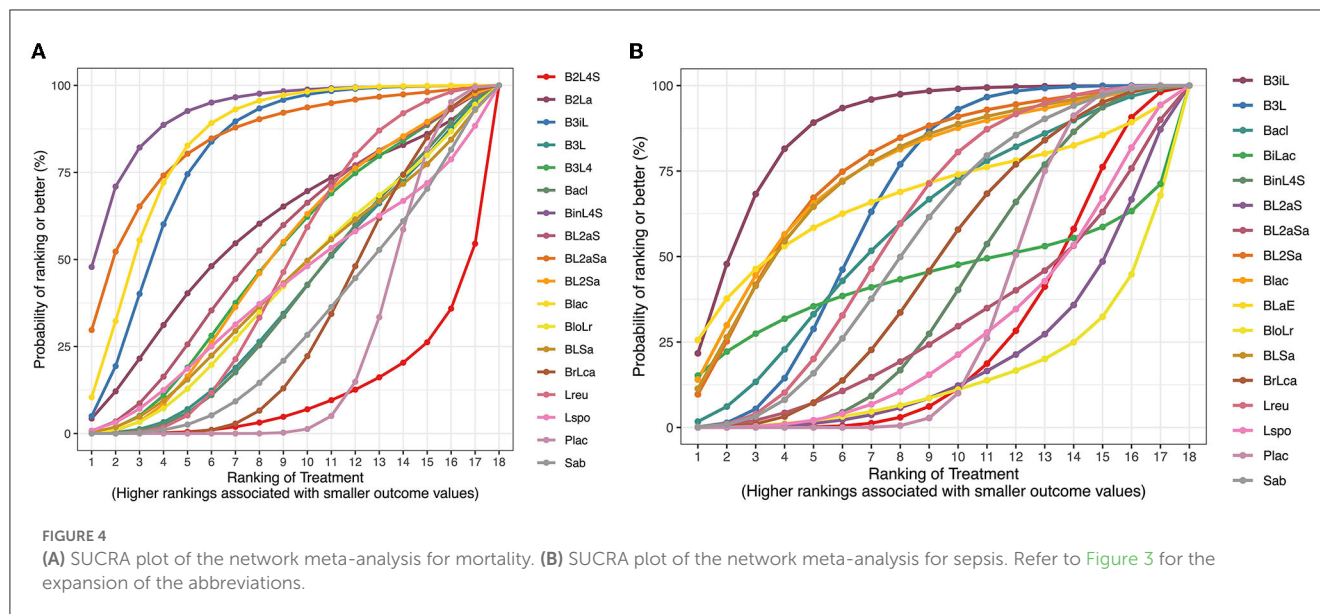 A
100
75
50
25
0
Probability of ranking or better (%)
1 2 3 4 5 6 7 8 9 10 11 12 13 14 15 16 17 18
Ranking of Treatment
(Higher rankings associated with smaller outcome values)
B2L4S
B2La
B3iL
B3L
B3L4
Bacl
BinL4S
BL2aS
BL2aSa
BL2Sa
Blac
BloLr
BLSa
BrLca
Lreu
Lspo
Plac
Sab
B
100
75
50
25
0
Probability of ranking or better (%)
1 2 3 4 5 6 7 8 9 10 11 12 13 14 15 16 17 18
Ranking of Treatment
(Higher rankings associated with smaller outcome values)
B3iL
B3L
Bacl
BiLac
BinL4S
BL2aS
BL2aSa
BL2Sa
Blac
BLaE
BloLr
BLSa
BrLca
Lreu
Lspo
Plac
Sab
FIGURE 4
(A) SUCRA plot of the network meta-analysis for mortality. (B) SUCRA plot of the network meta-analysis for sepsis. Refer to Figure 3 for the
expansion of the abbreviations.